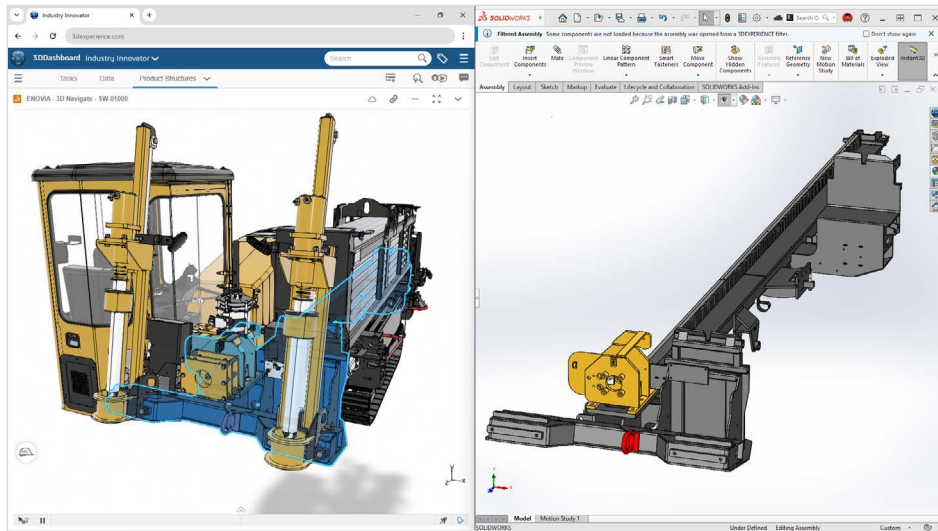 Industry Innovator
3dexperience.com
3DDashboard Industry Innovator
Search
Tasks Data Product Structures
ENOVIA - 3D Navigate - SW-01000
SOLIDWORKS
Search
Filtered Assembly Some components are not loaded because the assembly was opened from a 3DEXPERIENCE filter.
Don't show again
Edit Component
Insert Components
Mate
Component Preview Window
Linear Component Pattern
Smart Fasteners
Move Component
Show Hidden Components
Assembly Features
Reference Geometry
New Motion Study
Bill of Materials
Exploded View
Instant3D
Assembly Layout Sketch Markup Evaluate Lifecycle and Collaboration SOLIDWORKS Add-Ins
Model Motion Study 1
SOLIDWORKS Under Defined Editing Assembly Custom